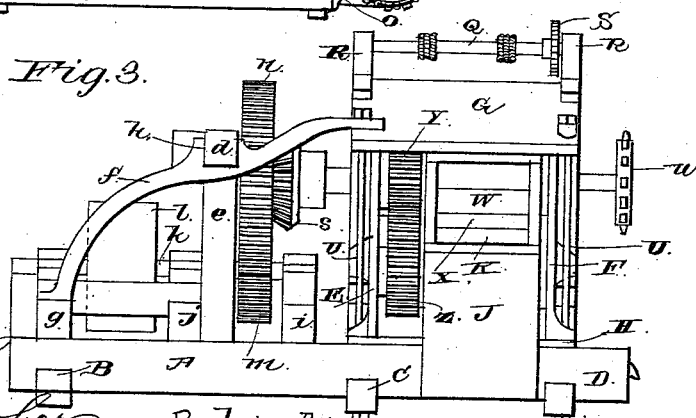 o.
S
Q
R
R
Fig. 3.
n.
G
Y.
h.
d.
f
u
W
l.
e.
s
k
U
U.
X
K
E,
F.
g
j
i.
Z.
J
H.
m.
B
A
C
D.